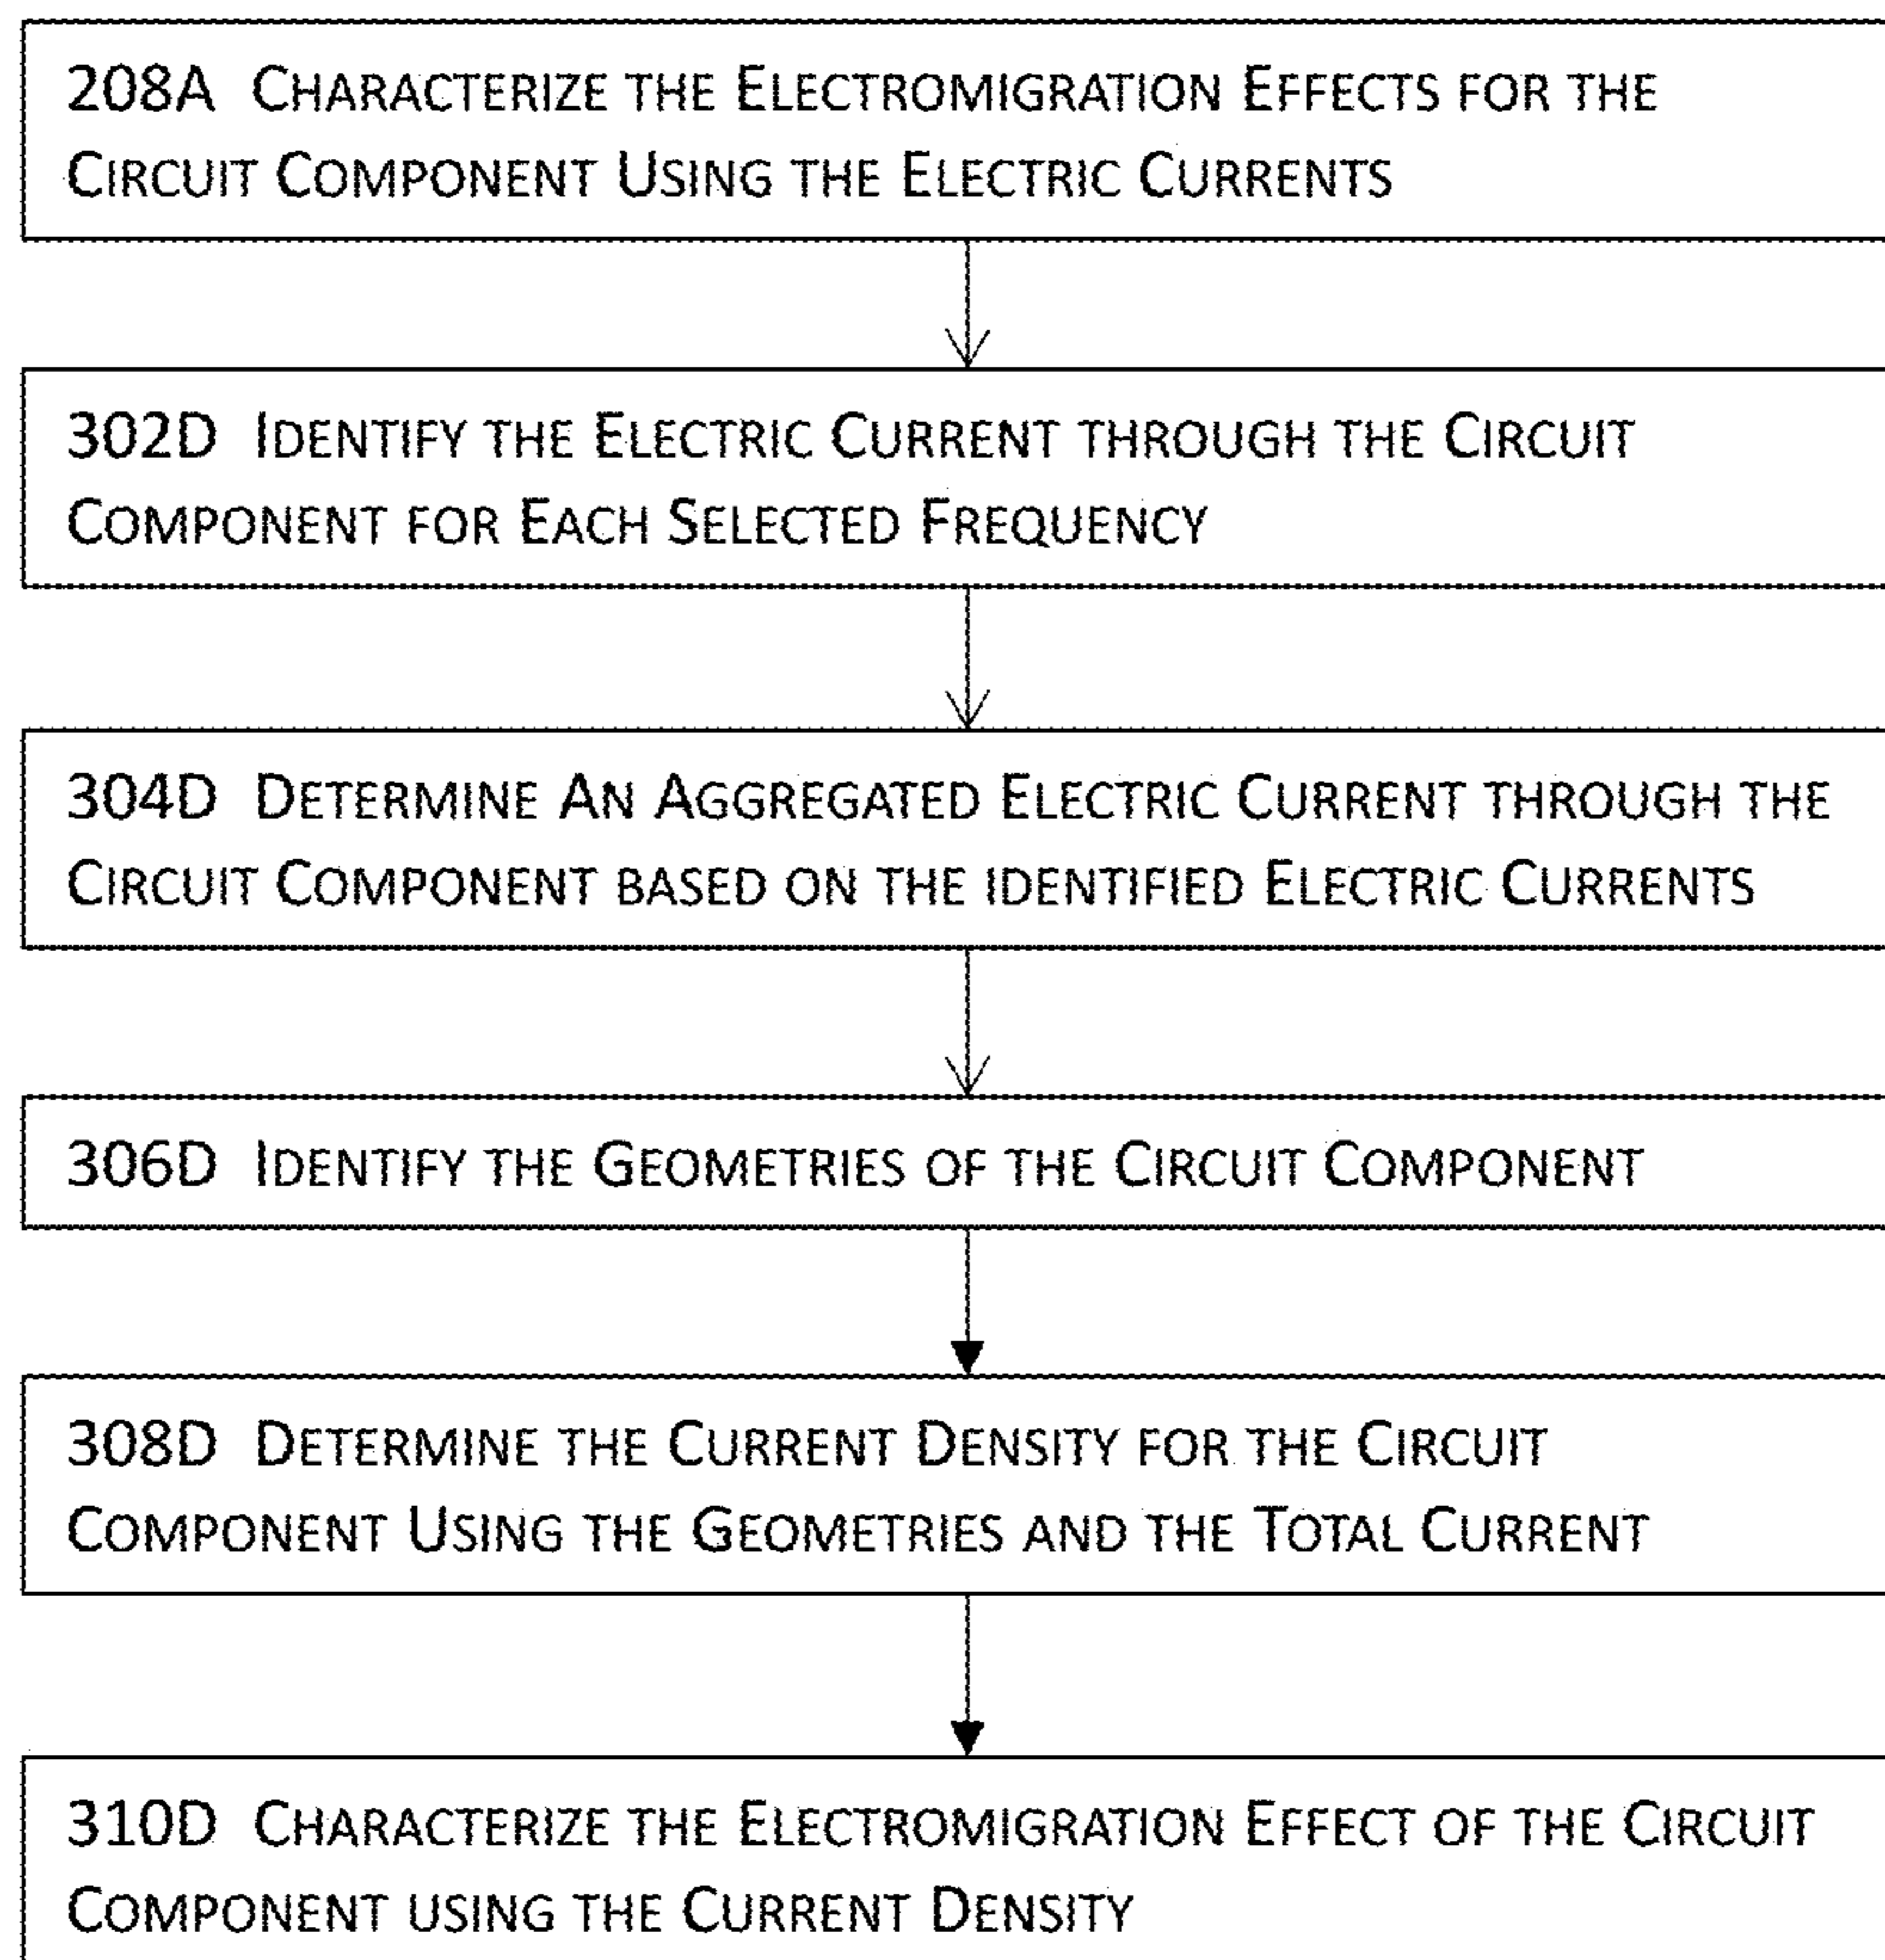 208A CHARACTERIZE THE ELECTROMIGRATION EFFECTS FOR THE
CIRCUIT COMPONENT USING THE ELECTRIC CURRENTS
302D IDENTIFY THE ELECTRIC CURRENT THROUGH THE CIRCUIT
COMPONENT FOR EACH SELECTED FREQUENCY
304D DETERMINE AN AGGREGATED ELECTRIC CURRENT THROUGH THE
CIRCUIT COMPONENT BASED ON THE IDENTIFIED ELECTRIC CURRENTS
306D IDENTIFY THE GEOMETRIES OF THE CIRCUIT COMPONENT
308D DETERMINE THE CURRENT DENSITY FOR THE CIRCUIT
COMPONENT USING THE GEOMETRIES AND THE TOTAL CURRENT
310D CHARACTERIZE THE ELECTROMIGRATION EFFECT OF THE CIRCUIT
COMPONENT USING THE CURRENT DENSITY